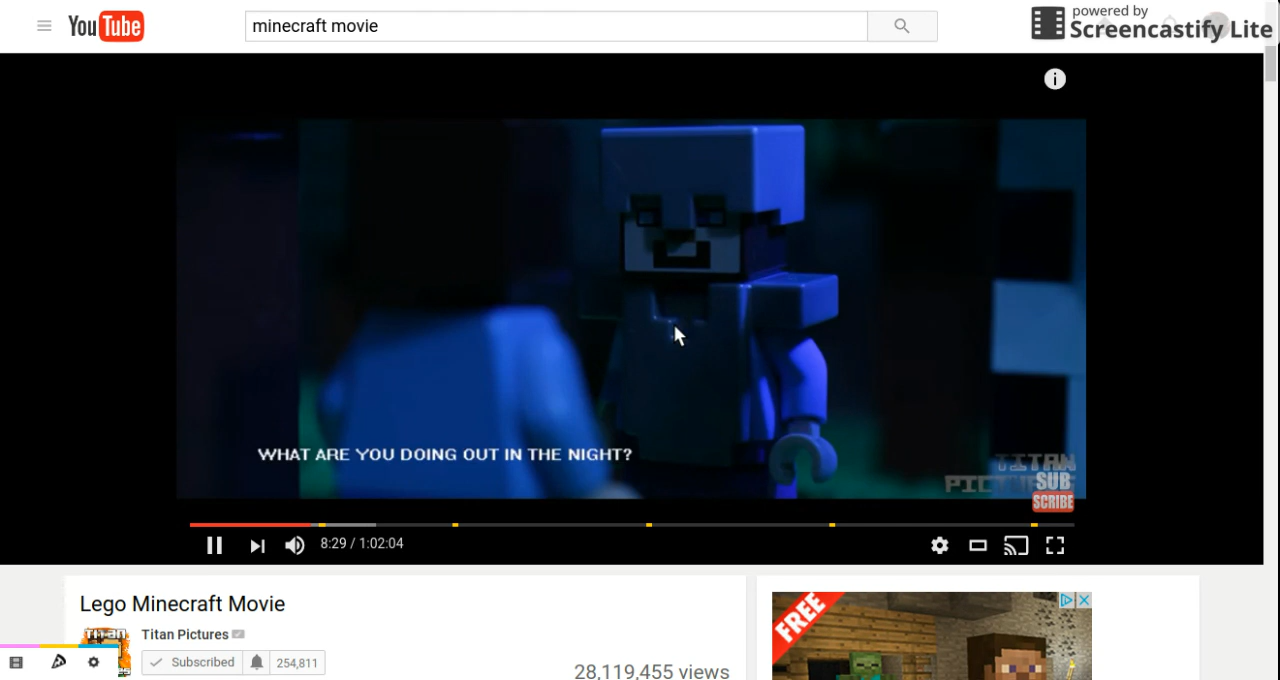 YouTube
minecraft movie
powered by
Screencastify Lite
WHAT ARE YOU DOING OUT IN THE NIGHT?
TITAN
SUB
SCRIBE
8:29 / 1:02:04
Lego Minecraft Movie
Titan Pictures
Subscribed
254,811
28,119,455 views
FREE